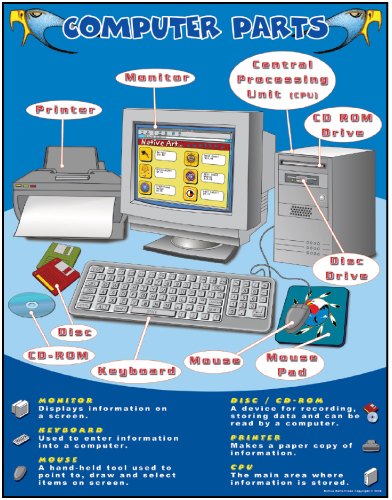 COMPUTER PARTS
Central
Processing
Unit (CPU)
Monitor
Printer
CD ROM
Drive
Native Art
Disc
Drive
Disc
CD-ROM
Keyboard
Mouse
Mouse
Pad
MONITOR
Displays information on
a screen.
KEYBOARD
Used to enter information
into a computer.
MOUSE
A hand-held tool used to
point to, draw and select
items on screen.
DISC / CD-ROM
A device for recording,
storing data and can be
read by a computer.
PRINTER
Makes a paper copy of
information.
CPU
The main area where
information is stored.